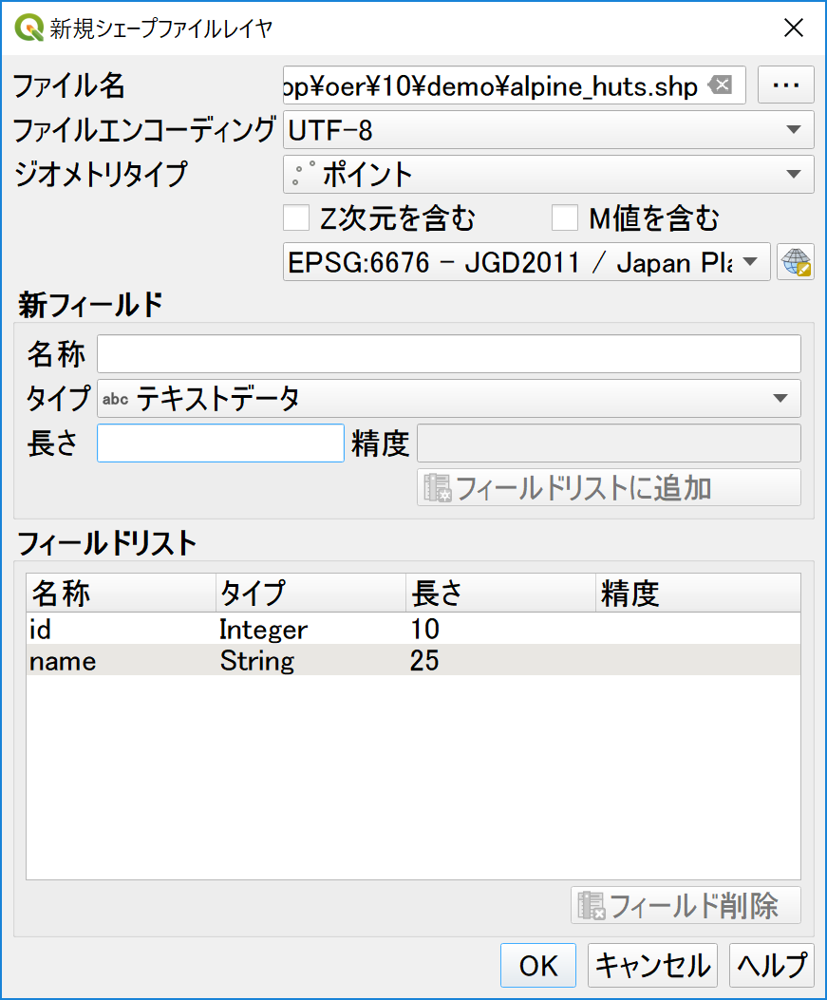 新規シェープファイルレイヤ
ファイル名 op¥oer¥10¥demo¥alpine_huts.shp ...
ファイルエンコーディング UTF-8
ジオメトリタイプ ポイント
Z次元を含む M値を含む
EPSG:6676 - JGD2011 / Japan Pla
新フィールド
名称
タイプ abc テキストデータ
長さ 精度
フィールドリストに追加
フィールドリスト
名称 タイプ 長さ 精度
id Integer 10
name String 25
フィールド削除
OK キャンセル ヘルプ